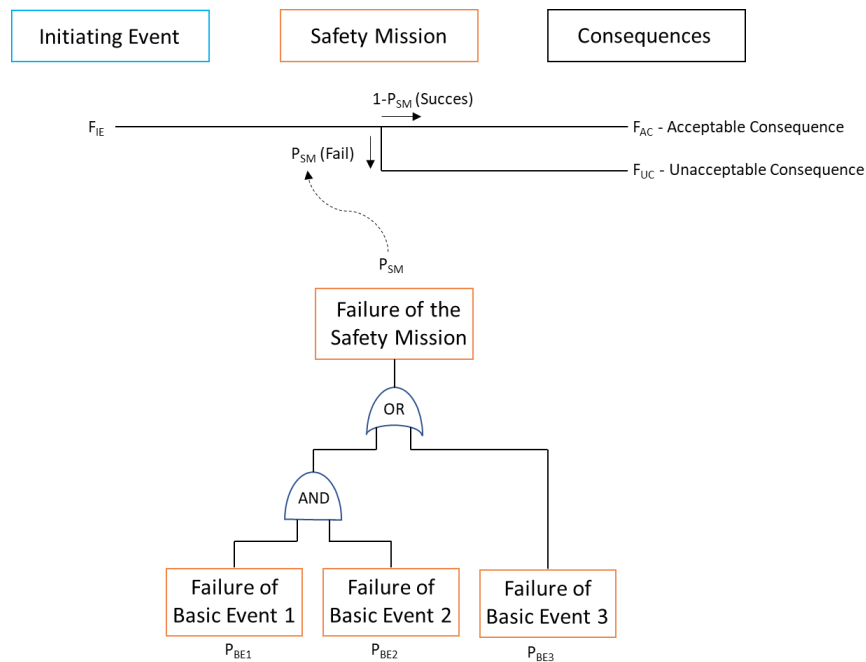 Initiating Event
Safety Mission
Consequences
1-PSM (Succes)
FIE
FAC - Acceptable Consequence
PSM (Fail)
FUC - Unacceptable Consequence
PSM
Failure of the
Safety Mission
OR
AND
Failure of
Basic Event 1
Failure of
Basic Event 2
Failure of
Basic Event 3
PBE1
PBE2
PBE3